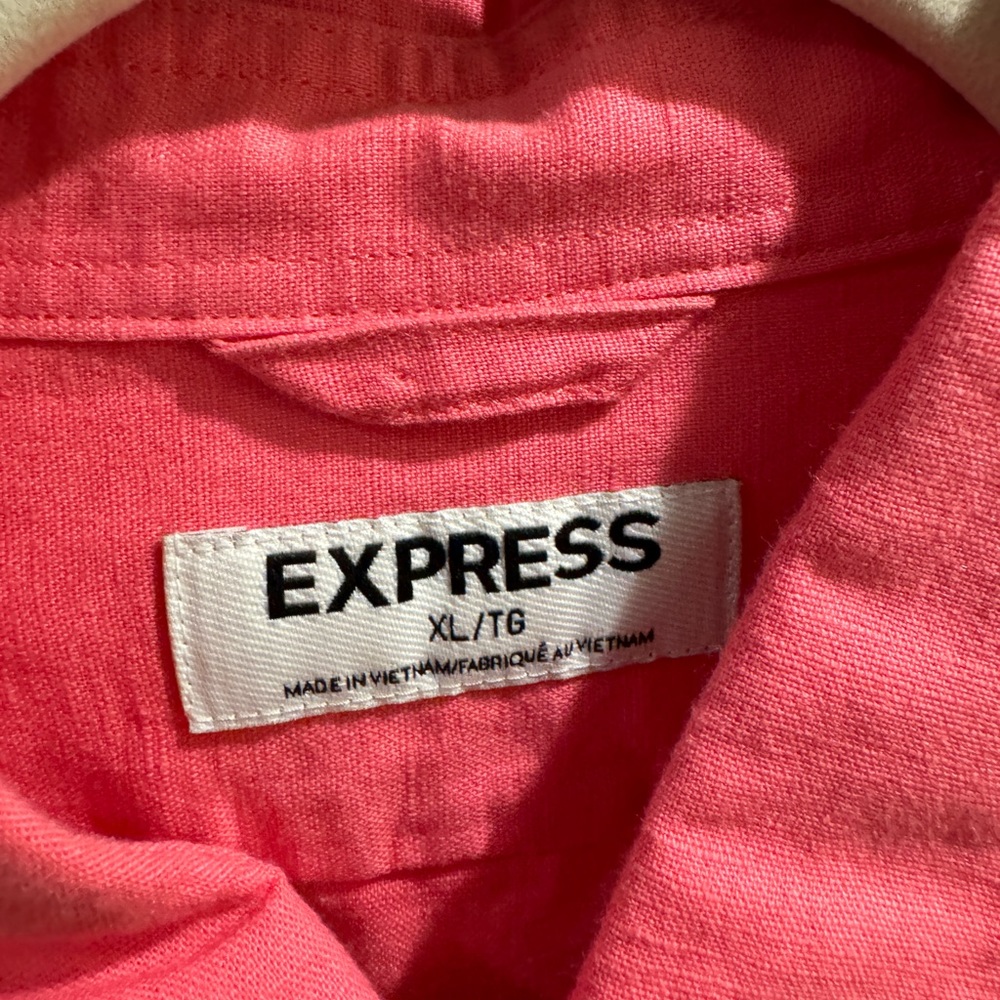 EXPRESS
XL/TG
MADE IN VIETNAM/FABRIQUÉ AU VIETNAM